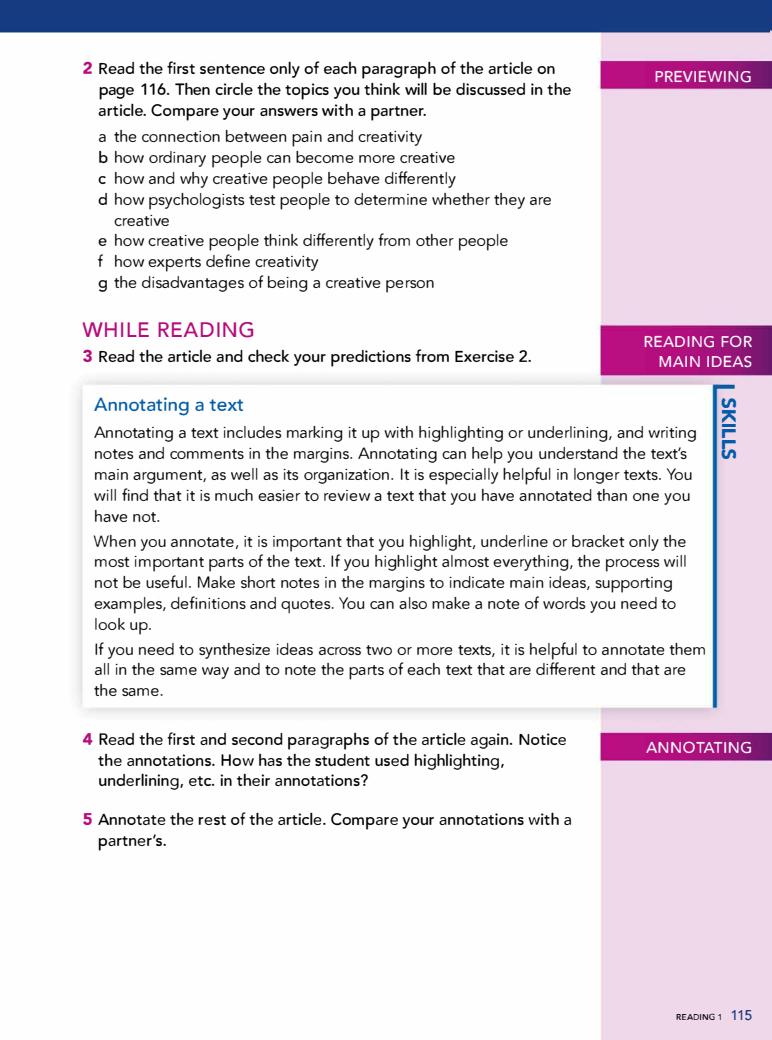 2 Read the first sentence only of each paragraph of the article on
page 116. Then circle the topics you think will be discussed in the
article. Compare your answers with a partner.
PREVIEWING
a the connection between pain and creativity
b how ordinary people can become more creative
c how and why creative people behave differently
d how psychologists test people to determine whether they are
creative
e how creative people think differently from other people
f how experts define creativity
g the disadvantages of being a creative person
WHILE READING
3 Read the article and check your predictions from Exercise 2.
READING FOR
MAIN IDEAS
SKILLS
Annotating a text
Annotating a text includes marking it up with highlighting or underlining, and writing
notes and comments in the margins. Annotating can help you understand the text's
main argument, as well as its organization. It is especially helpful in longer texts. You
will find that it is much easier to review a text that you have annotated than one you
have not.
When you annotate, it is important that you highlight, underline or bracket only the
most important parts of the text. If you highlight almost everything, the process will
not be useful. Make short notes in the margins to indicate main ideas, supporting
examples, definitions and quotes. You can also make a note of words you need to
look up.
If you need to synthesize ideas across two or more texts, it is helpful to annotate them
all in the same way and to note the parts of each text that are different and that are
the same.
4 Read the first and second paragraphs of the article again. Notice
the annotations. How has the student used highlighting,
underlining, etc. in their annotations?
ANNOTATING
5 Annotate the rest of the article. Compare your annotations with a
partner's.
READING 1 115